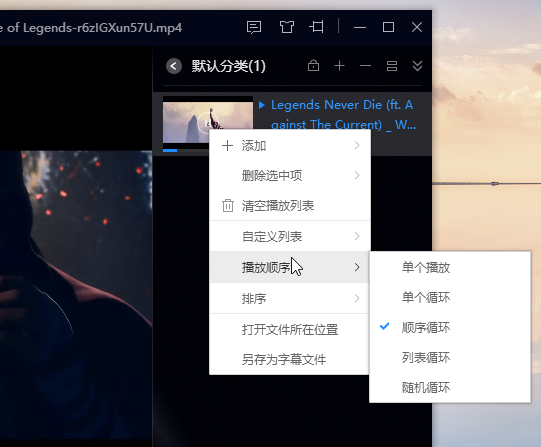 e of Legends-r6zIGXun57U.mp4
默认分类(1)
Legends Never Die (ft. A
gainst The Current) _ W...
添加
删除选中项
清空播放列表
自定义列表
播放顺序
排序
打开文件所在位置
另存为字幕文件
单个播放
单个循环
顺序循环
列表循环
随机循环